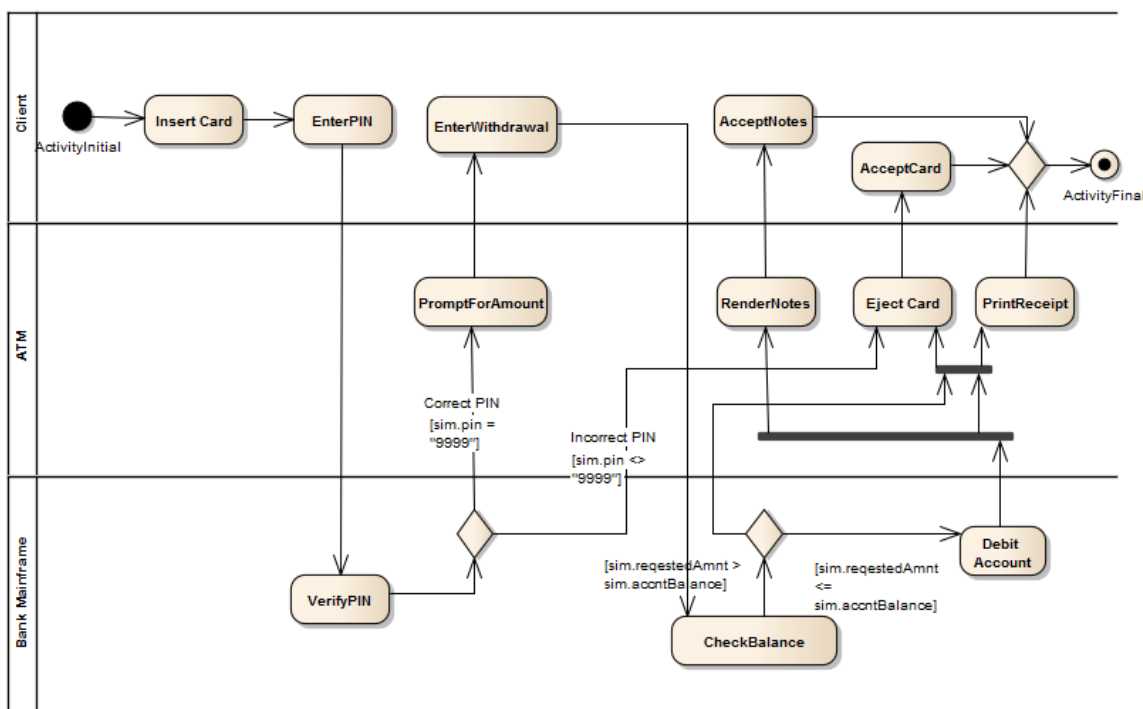 Client
ActivityInitial
Insert Card
EnterPIN
EnterWithdrawal
AcceptNotes
AcceptCard
ActivityFinal
ATM
PromptForAmount
RenderNotes
Eject Card
PrintReceipt
Correct PIN
[sim.pin =
"9999"]
Incorrect PIN
[sim.pin <>
"9999"]
Bank Mainframe
VerifyPIN
[sim.reqestedAmnt >
sim.accntBalance]
CheckBalance
[sim.reqestedAmnt
<=
sim.accntBalance]
Debit
Account